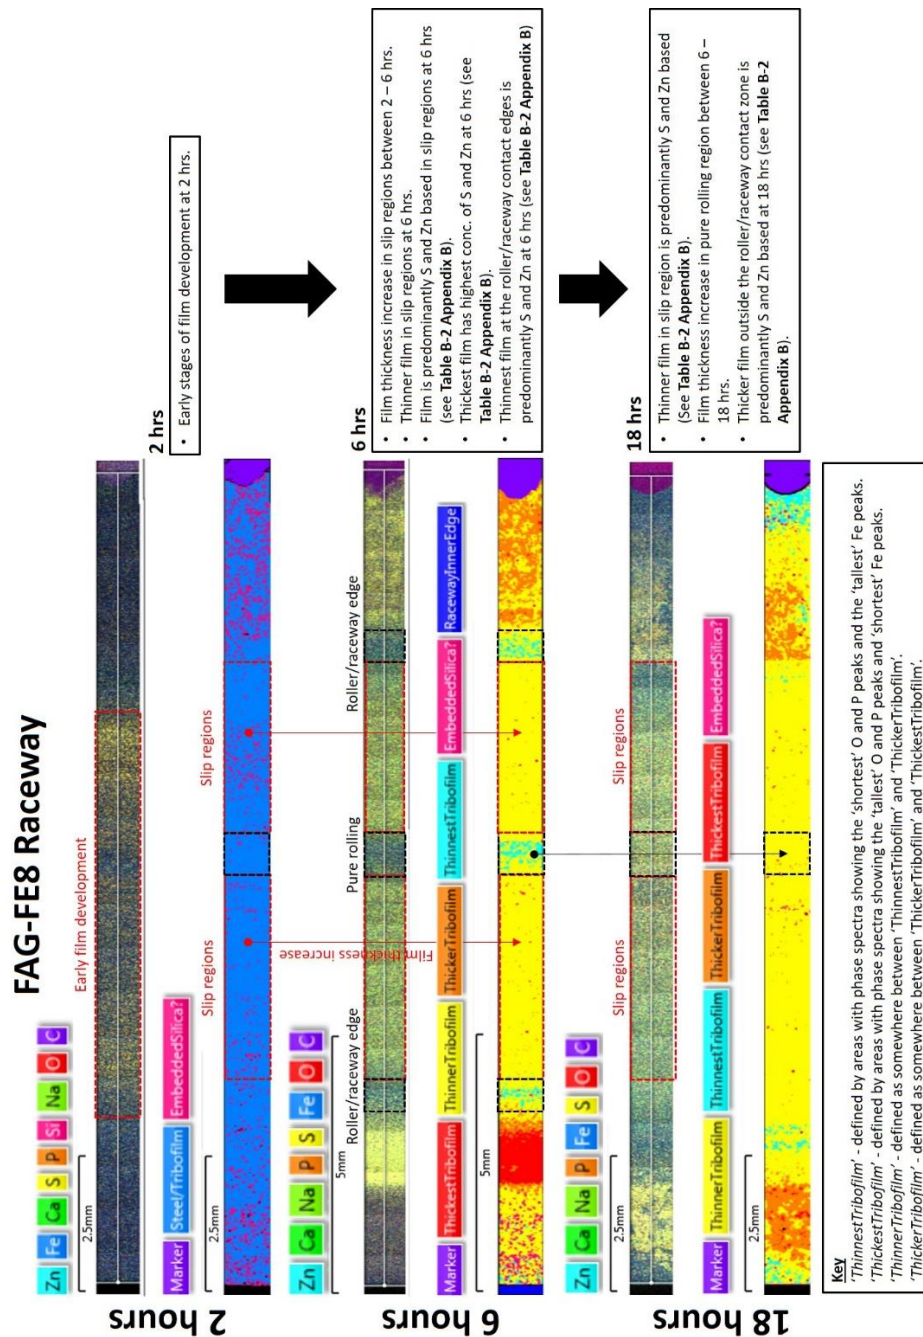 FAG-FE8 Raceway
2 hours
Zn Fe Ca S P Si Na O C
2.5mm
Early film development
Marker Steel/Tribofilm EmbeddedSilica?
2.5mm
Slip regions
Slip regions
2 hrs
• Early stages of film development at 2 hrs.
6 hours
Zn Ca Na P S Fe O C
5mm
Roller/raceway edge
Film thickness increase
Pure rolling
Roller/raceway edge
Marker ThickestTribofilm ThinnerTribofilm ThickerTribofilm ThinnestTribofilm EmbeddedSilica? RacewayInnerEdge
5mm
6 hrs
• Film thickness increase in slip regions between 2 – 6 hrs.
• Thinner film in slip regions at 6 hrs.
• Film is predominantly S and Zn based in slip regions at 6 hrs
(see Table B-2 Appendix B).
• Thickest film has highest conc. of S and Zn at 6 hrs (see
Table B-2 Appendix B).
• Thinnest film at the roller/raceway contact edges is
predominantly S and Zn at 6 hrs (see Table B-2 Appendix B)
18 hours
Zn Ca Na P Fe S O C
2.5mm
Slip regions
Slip regions
Marker ThinnerTribofilm ThinnestTribofilm ThickerTribofilm ThickestTribofilm EmbeddedSilica?
2.5mm
18 hrs
• Thinner film in slip region is predominantly S and Zn based
(See Table B-2 Appendix B).
• Film thickness increase in pure rolling region between 6 –
18 hrs.
• Thicker film outside the roller/raceway contact zone is
predominantly S and Zn based at 18 hrs (see Table B-2
Appendix B).
Key
'ThinnestTribofilm' - defined by areas with phase spectra showing the 'shortest' O and P peaks and the 'tallest' Fe peaks.
'ThickestTribofilm' - defined by areas with phase spectra showing the 'tallest' O and P peaks and 'shortest' Fe peaks.
'ThinnerTribofilm' - defined as somewhere between 'ThinnestTribofilm' and 'ThickerTribofilm'.
'ThickerTribofilm' - defined as somewhere between 'ThickerTribofilm' and 'ThickestTribofilm'.